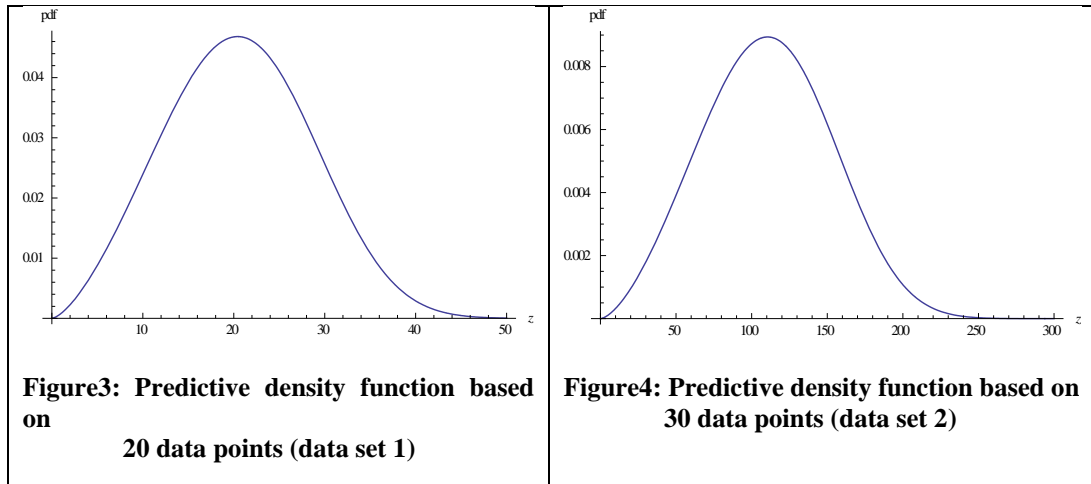 pdf
0.04
0.03
0.02
0.01
10 20 30 40 50 z
Figure3: Predictive density function based
on
20 data points (data set 1)
pdf
0.008
0.006
0.004
0.002
50 100 150 200 250 300 z
Figure4: Predictive density function based on
30 data points (data set 2)